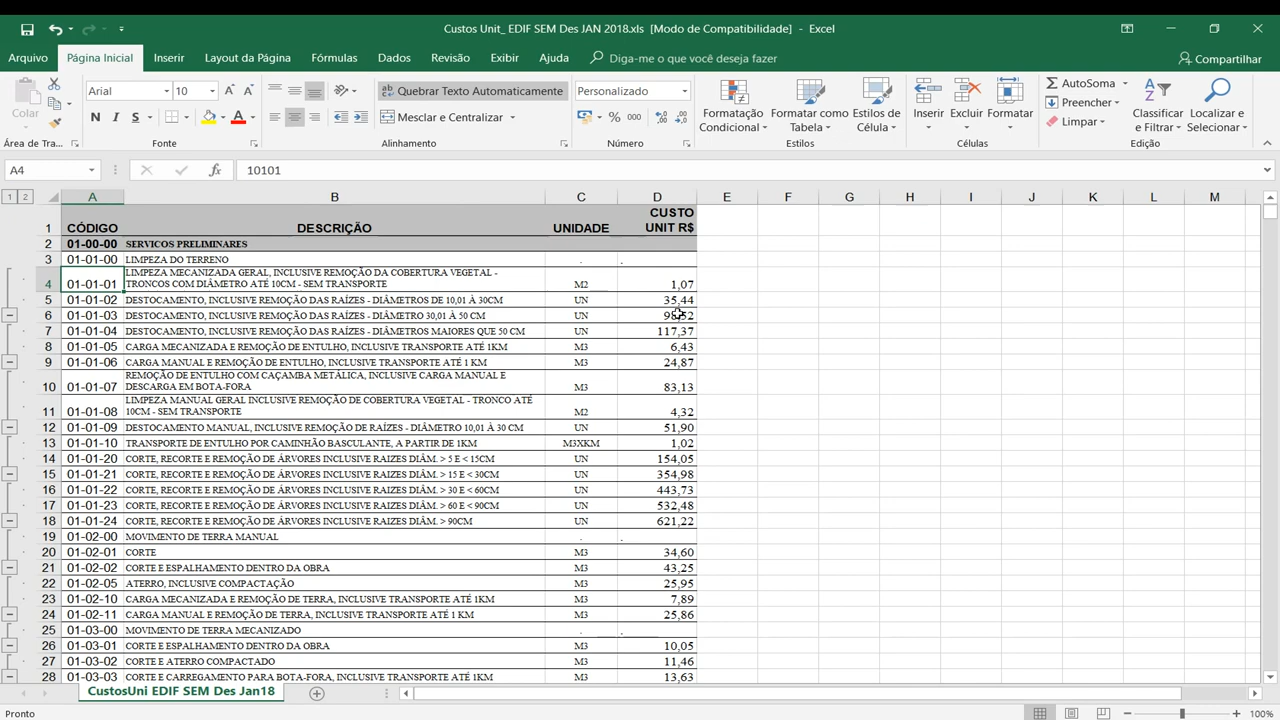 Custos Unit_ EDIF SEM Des JAN 2018.xls [Modo de Compatibilidade] - Excel
Arquivo Página Inicial Inserir Layout da Página Fórmulas Dados Revisão Exibir Ajuda Diga-me o que você deseja fazer Compartilhar
Colar Arial 10 Quebrar Texto Automaticamente Personalizado Formatação Condicional Formatar como Tabela Estilos de Célula Inserir Excluir Formatar AutoSoma Classificar e Filtrar Localizar e Selecionar
N I S Mesclar e Centralizar % 000 Preencher
Limpar
Área de Tra... Fonte Alinhamento Número Estilos Células Edição
A4 fx 10101
1 2 A B C D E F G H I J K L M
1 CÓDIGO DESCRIÇÃO UNIDADE CUSTO UNIT R$
2 01-00-00 SERVICOS PRELIMINARES
3 01-01-00 LIMPEZA DO TERRENO . .
4 01-01-01 LIMPEZA MECANIZADA GERAL, INCLUSIVE REMOÇÃO DA COBERTURA VEGETAL -
TRONCOS COM DIÂMETRO ATÉ 10CM - SEM TRANSPORTE M2 1,07
5 01-01-02 DESTOCAMENTO, INCLUSIVE REMOÇÃO DAS RAÍZES - DIÂMETROS DE 10,01 À 30CM UN 35,44
6 01-01-03 DESTOCAMENTO, INCLUSIVE REMOÇÃO DAS RAÍZES - DIÂMETRO 30,01 À 50 CM UN
7 01-01-04 DESTOCAMENTO, INCLUSIVE REMOÇÃO DAS RAÍZES - DIÂMETROS MAIORES QUE 50 CM UN 117,37
8 01-01-05 CARGA MECANIZADA E REMOÇÃO DE ENTULHO, INCLUSIVE TRANSPORTE ATÉ 1KM M3 6,43
9 01-01-06 CARGA MANUAL E REMOÇÃO DE ENTULHO, INCLUSIVE TRANSPORTE ATÉ 1 KM M3 24,87
10 01-01-07 REMOÇÃO DE ENTULHO COM CAÇAMBA METÁLICA, INCLUSIVE CARGA MANUAL E
DESCARGA EM BOTA-FORA M3 83,13
11 01-01-08 LIMPEZA MANUAL GERAL INCLUSIVE REMOÇÃO DE COBERTURA VEGETAL - TRONCO ATÉ
10CM - SEM TRANSPORTE M2 4,32
12 01-01-09 DESTOCAMENTO MANUAL, INCLUSIVE REMOÇÃO DE RAÍZES - DIÂMETRO 10,01 À 30 CM UN 51,90
13 01-01-10 TRANSPORTE DE ENTULHO POR CAMINHÃO BASCULANTE, A PARTIR DE 1KM M3XKM 1,02
14 01-01-20 CORTE, RECORTE E REMOÇÃO DE ÁRVORES INCLUSIVE RAIZES DIÂM. > 5 E < 15CM UN 154,05
15 01-01-21 CORTE, RECORTE E REMOÇÃO DE ÁRVORES INCLUSIVE RAIZES DIÂM. > 15 E < 30CM UN 354,98
16 01-01-22 CORTE, RECORTE E REMOÇÃO DE ÁRVORES INCLUSIVE RAIZES DIÂM. > 30 E < 60CM UN 443,73
17 01-01-23 CORTE, RECORTE E REMOÇÃO DE ÁRVORES INCLUSIVE RAIZES DIÂM. > 60 E < 90CM UN 532,48
18 01-01-24 CORTE, RECORTE E REMOÇÃO DE ÁRVORES INCLUSIVE RAIZES DIÂM. > 90CM UN 621,22
19 01-02-00 MOVIMENTO DE TERRA MANUAL . .
20 01-02-01 CORTE M3 34,60
21 01-02-02 CORTE E ESPALHAMENTO DENTRO DA OBRA M3 43,25
22 01-02-05 ATERRO, INCLUSIVE COMPACTAÇÃO M3 25,95
23 01-02-10 CARGA MECANIZADA E REMOÇÃO DE TERRA, INCLUSIVE TRANSPORTE ATÉ 1KM M3 7,89
24 01-02-11 CARGA MANUAL E REMOÇÃO DE TERRA, INCLUSIVE TRANSPORTE ATÉ 1 KM M3 25,86
25 01-03-00 MOVIMENTO DE TERRA MECANIZADO . .
26 01-03-01 CORTE E ESPALHAMENTO DENTRO DA OBRA M3 10,05
27 01-03-02 CORTE E ATERRO COMPACTADO M3 11,46
28 01-03-03 CORTE E CARREGAMENTO PARA BOTA-FORA, INCLUSIVE TRANSPORTE ATÉ 1KM M3 13,63
CustosUni EDIF SEM Des Jan18
Pronto 100%